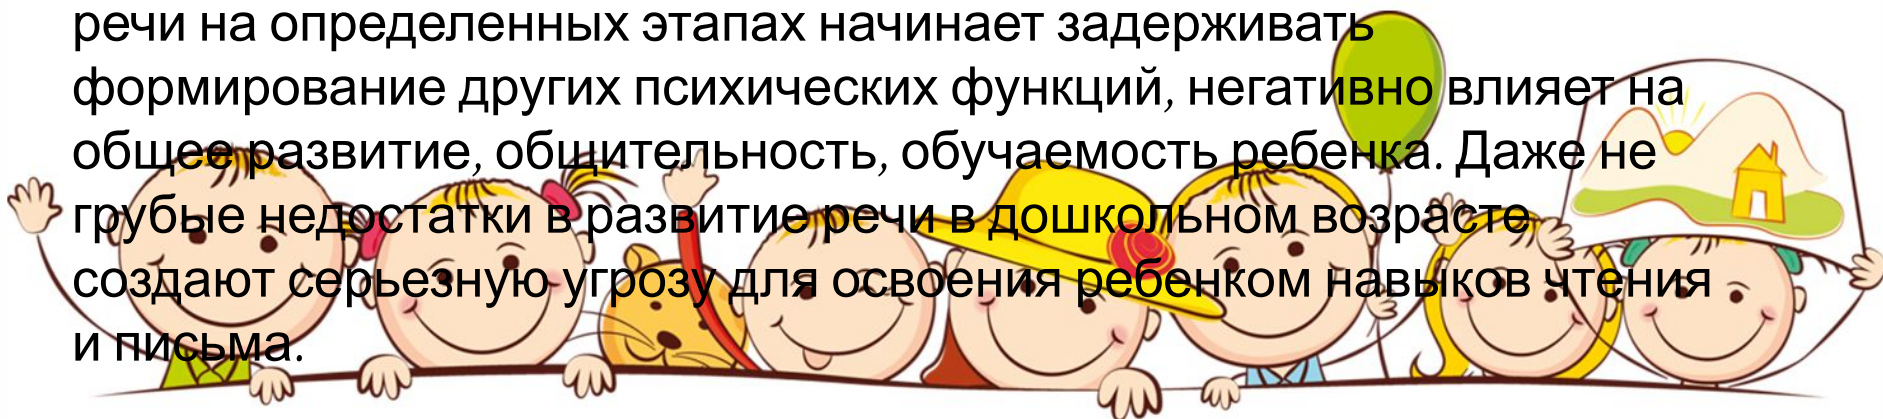 речи на определенных этапах начинает задерживать
формирование других психических функций, негативно влияет на
общее развитие, общительность, обучаемость ребенка. Даже не
грубые недостатки в развитие речи в дошкольном возрасте
создают серьезную угрозу для освоения ребенком навыков чтения
и письма.